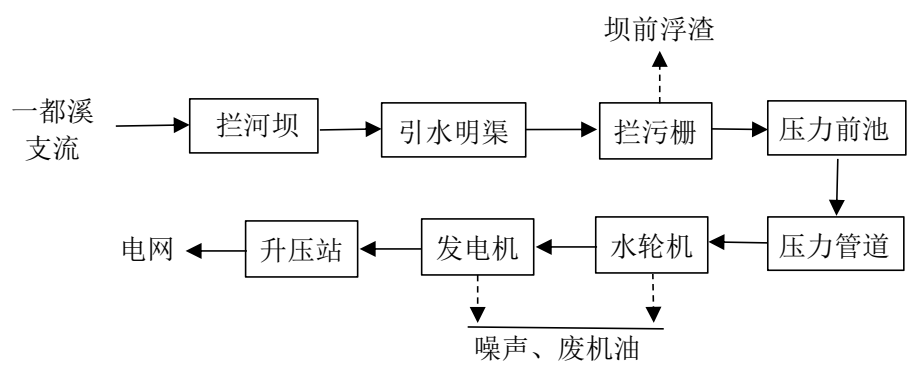 坝前浮渣
一都溪
支流
拦河坝
引水明渠
拦污栅
压力前池
电网
升压站
发电机
水轮机
压力管道
噪声、废机油